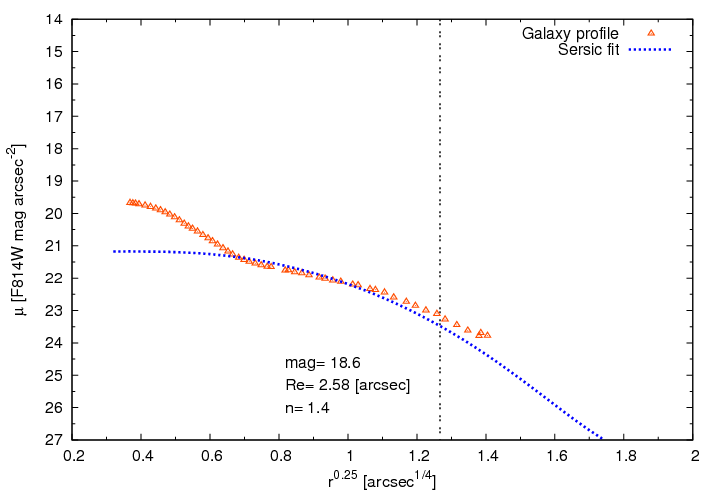 Galaxy profile
Sersic fit
14
15
16
17
18
19
20
21
22
23
24
25
26
27
μ [F814W mag arcsec⁻²]
mag= 18.6
Re= 2.58 [arcsec]
n= 1.4
0.2 0.4 0.6 0.8 1 1.2 1.4 1.6 1.8 2
r⁰·²⁵ [arcsec¹ᐟ⁴]